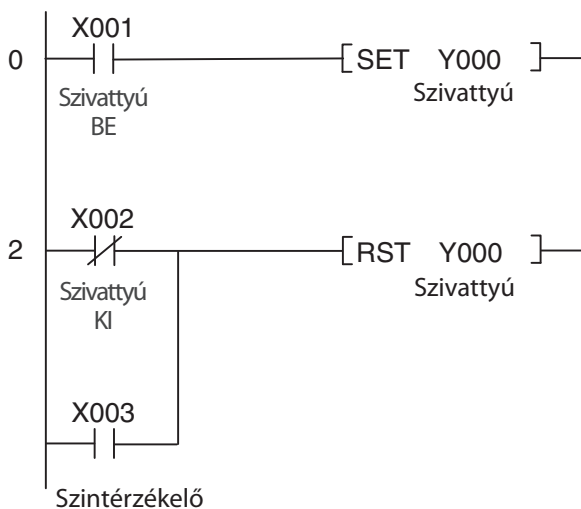 X001
0 [SET Y000 ]
Szivattyú
BE
Szivattyú
X002
2 [RST Y000 ]
Szivattyú
KI
Szivattyú
X003
Szintérzékelő